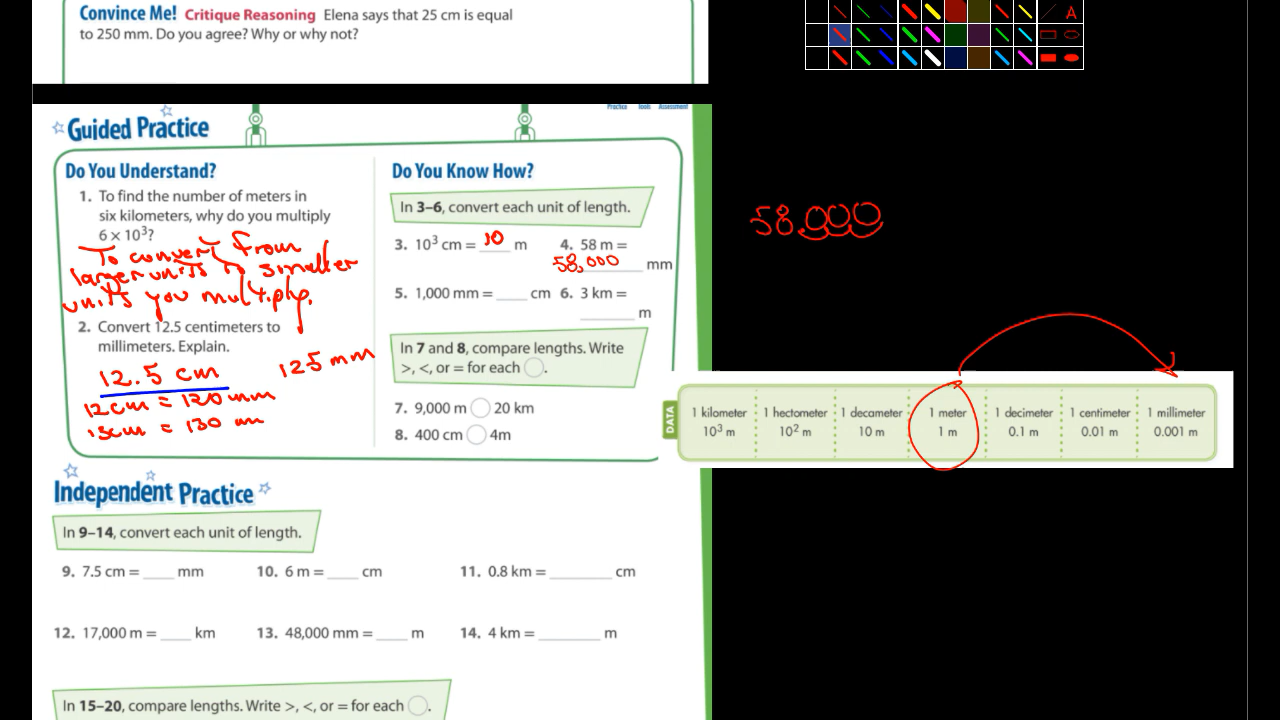 Convince Me! Critique Reasoning Elena says that 25 cm is equal
to 250 mm. Do you agree? Why or why not?
A
Practice Tools Assessment
Guided Practice
Do You Understand?
1. To find the number of meters in
six kilometers, why do you multiply
6 × 10³?
To convert from
larger units to smaller
units you multiply.
2. Convert 12.5 centimeters to
millimeters. Explain.
12.5 cm
125 mm
12cm = 120 mm
13cm = 130 mm
Do You Know How?
In 3–6, convert each unit of length.
3. 10³ cm = 10 m
4. 58 m =
58,000 mm
5. 1,000 mm = ____ cm
6. 3 km =
______ m
In 7 and 8, compare lengths. Write
>, <, or = for each ◯.
7. 9,000 m ◯ 20 km
8. 400 cm ◯ 4m
58.000
DATA
1 kilometer 1 hectometer 1 decameter 1 meter 1 decimeter 1 centimeter 1 millimeter
10³ m 10² m 10 m 1 m 0.1 m 0.01 m 0.001 m
Independent Practice
In 9–14, convert each unit of length.
9. 7.5 cm = ____ mm 10. 6 m = ____ cm 11. 0.8 km = ________ cm
12. 17,000 m = ____ km 13. 48,000 mm = ____ m 14. 4 km = ________ m
In 15–20, compare lengths. Write >, <, or = for each ◯.